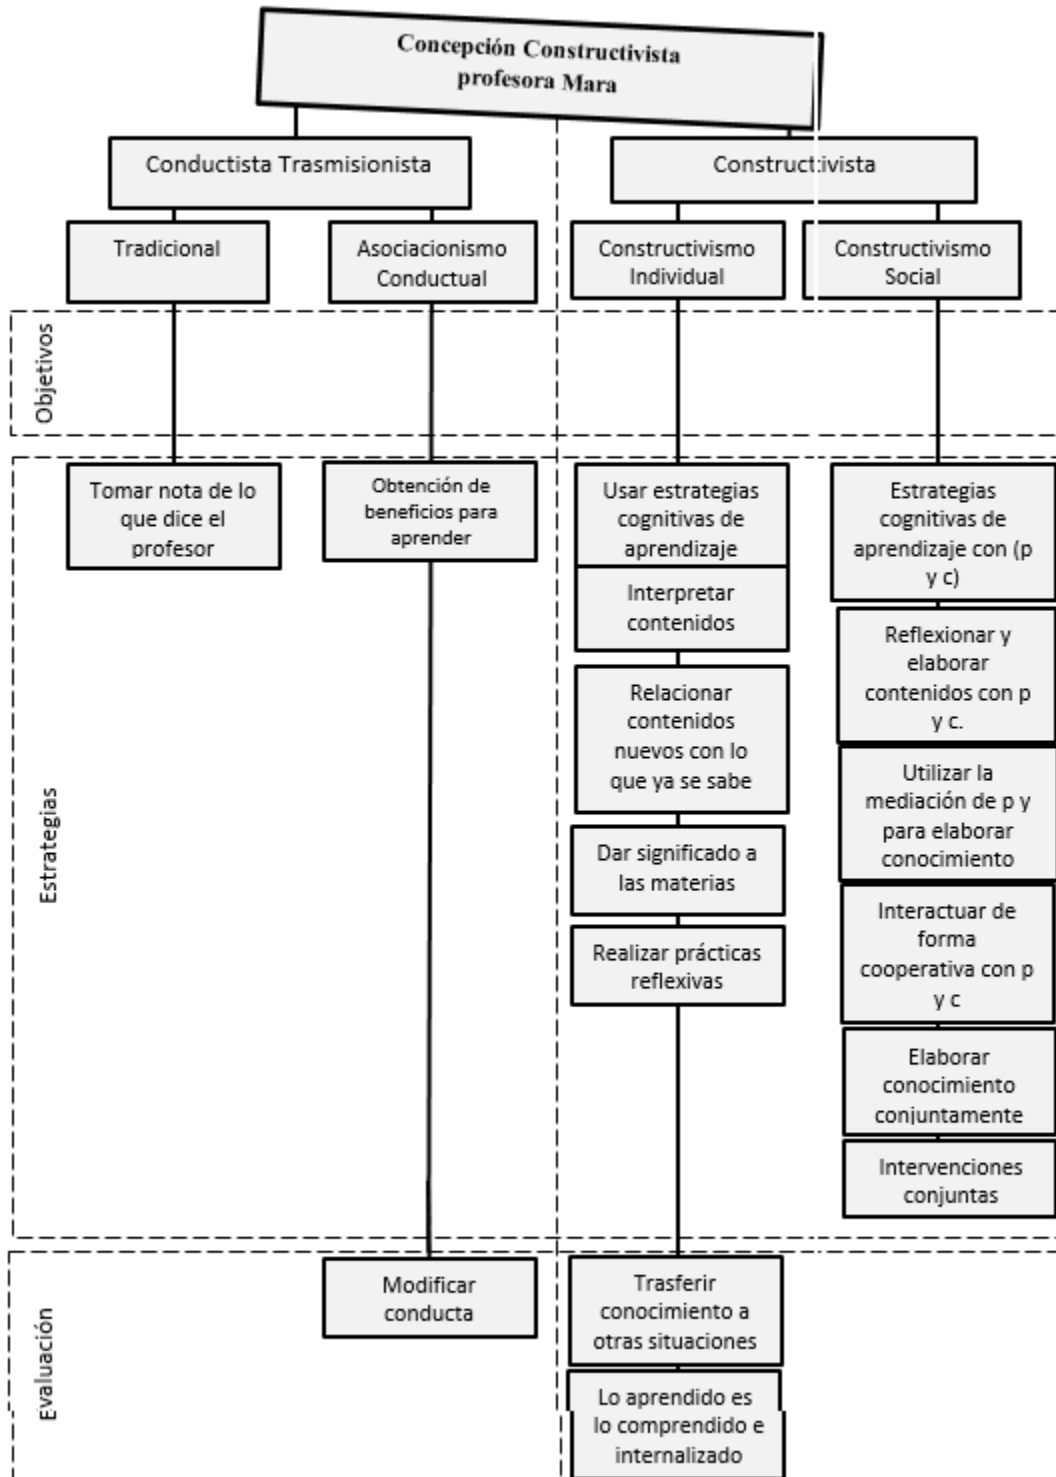 Concepción Constructivista
profesora Mara
Conductista Trasmisionista
Constructivista
Tradicional
Asociacionismo
Conductual
Constructivismo
Individual
Constructivismo
Social
Objetivos
Estrategias
Tomar nota de lo
que dice el
profesor
Obtención de
beneficios para
aprender
Usar estrategias
cognitivas de
aprendizaje
Interpretar
contenidos
Relacionar
contenidos
nuevos con lo
que ya se sabe
Dar significado a
las materias
Realizar prácticas
reflexivas
Estrategias
cognitivas de
aprendizaje con (p
y c)
Reflexionar y
elaborar
contenidos con p
y c.
Utilizar la
mediación de p y
para elaborar
conocimiento
Interactuar de
forma
cooperativa con p
y c
Elaborar
conocimiento
conjuntamente
Intervenciones
conjuntas
Evaluación
Modificar
conducta
Trasferir
conocimiento a
otras situaciones
Lo aprendido es
lo comprendido e
internalizado